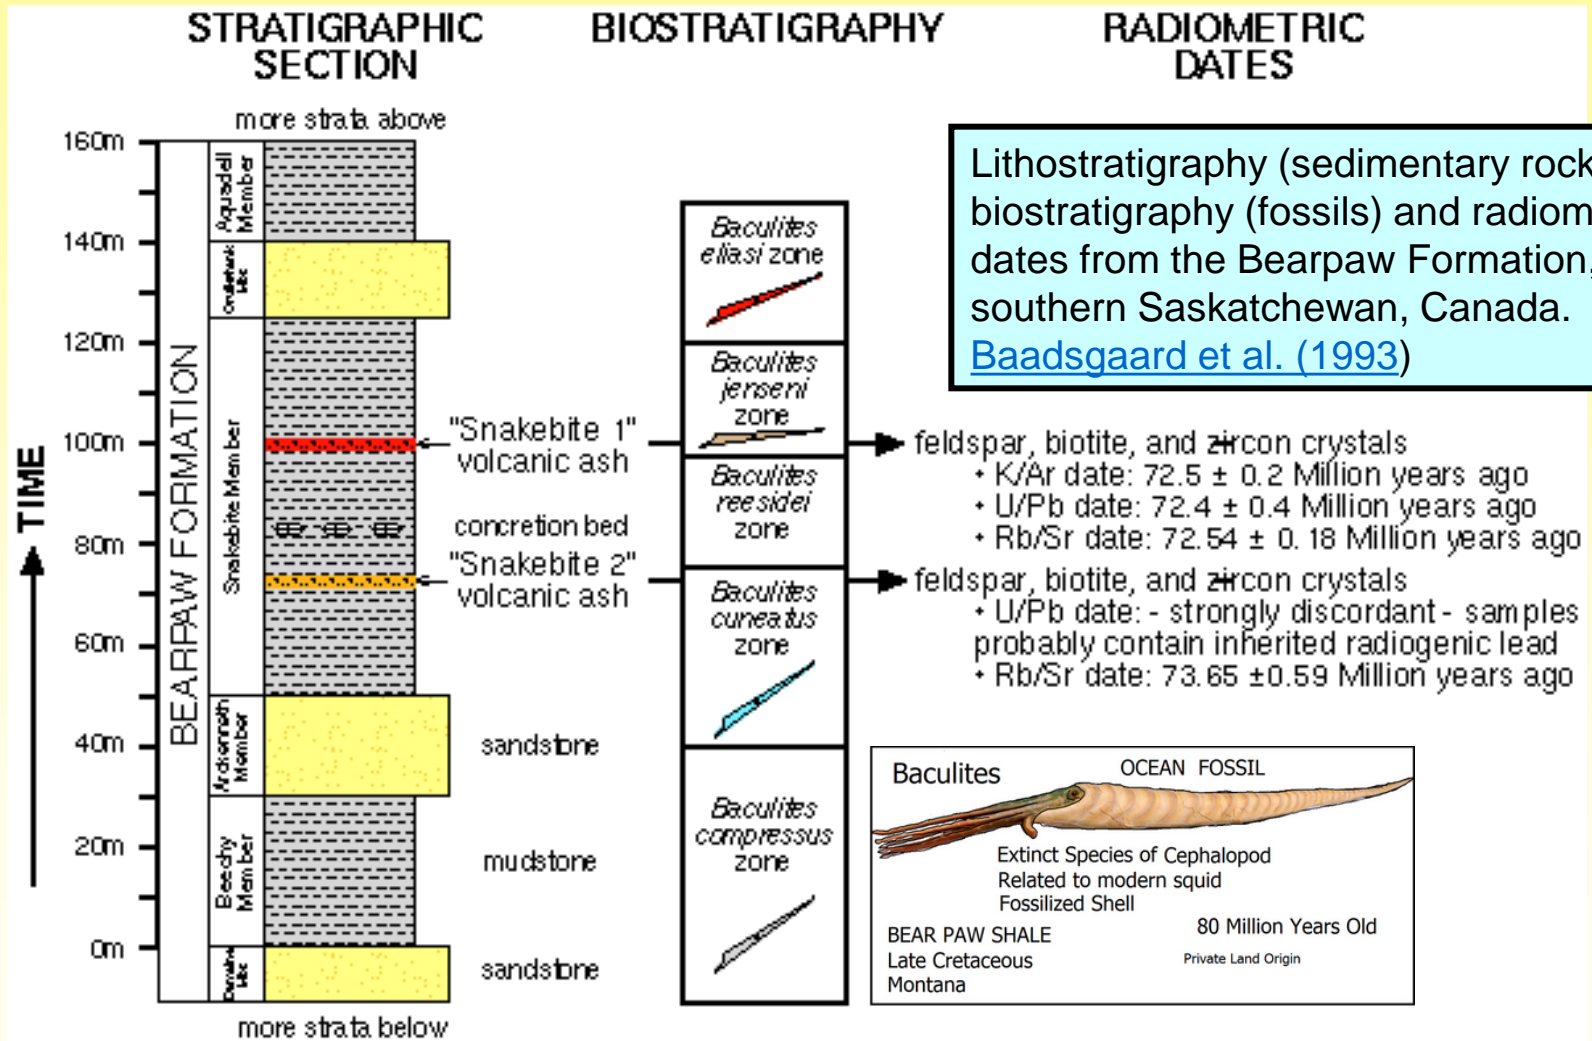 STRATIGRAPHIC
SECTION
BIOSTRATIGRAPHY
RADIOMETRIC
DATES
more strata above
160m
140m
120m
100m
80m
60m
40m
20m
0m
TIME
BEARPAW FORMATION
Aquadell
Member
Snakebite Member
Ardkenneth
Member
Beechy
Member
"Snakebite 1"
volcanic ash
concretion bed
"Snakebite 2"
volcanic ash
sandstone
mudstone
sandstone
more strata below
Baculites
eliasi zone
Baculites
jenseni
zone
Baculites
reesidei
zone
Baculites
cuneatus
zone
Baculites
compressus
zone
Lithostratigraphy (sedimentary rock
biostratigraphy (fossils) and radiom
dates from the Bearpaw Formation,
southern Saskatchewan, Canada.
Baadsgaard et al. (1993)
feldspar, biotite, and zircon crystals
• K/Ar date: 72.5 ± 0.2 Million years ago
• U/Pb date: 72.4 ± 0.4 Million years ago
• Rb/Sr date: 72.54 ± 0.18 Million years ago
feldspar, biotite, and zircon crystals
• U/Pb date: - strongly discordant - samples
probably contain inherited radiogenic lead
• Rb/Sr date: 73.65 ±0.59 Million years ago
Baculites
OCEAN FOSSIL
Extinct Species of Cephalopod
Related to modern squid
Fossilized Shell
80 Million Years Old
BEAR PAW SHALE
Late Cretaceous
Montana
Private Land Origin